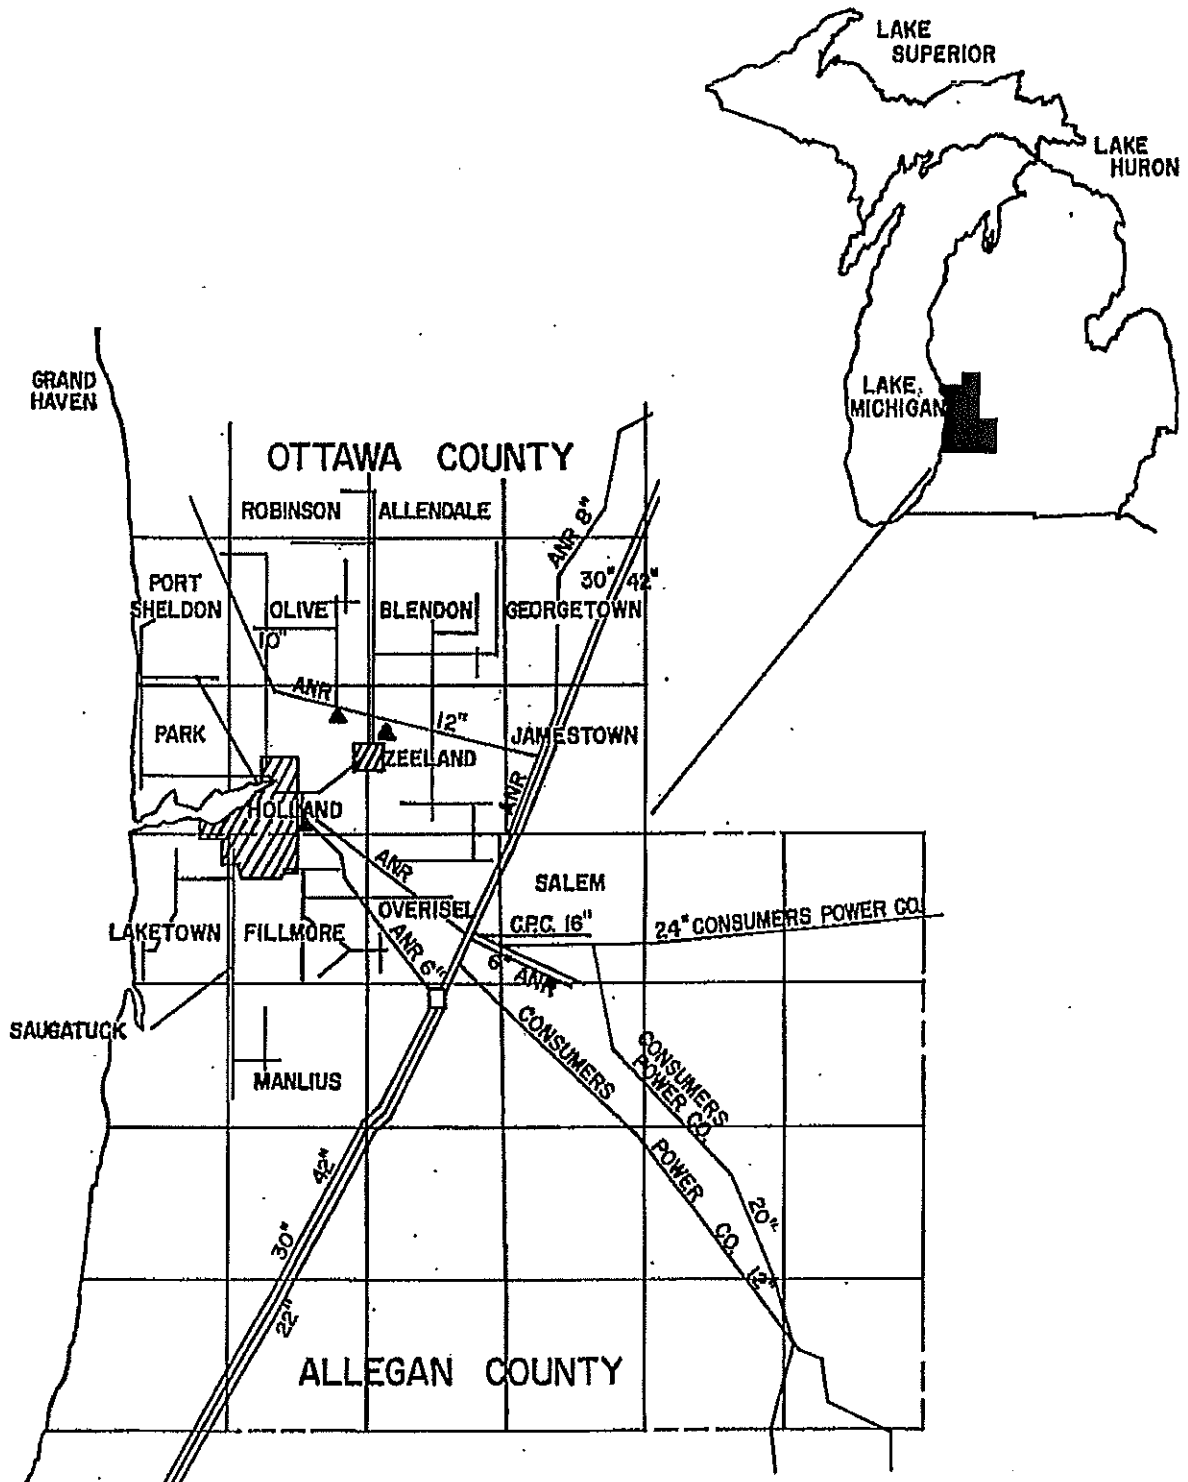 LAKE
SUPERIOR
LAKE
HURON
GRAND
HAVEN
LAKE
MICHIGAN
OTTAWA COUNTY
ROBINSON
ALLENDALE
ANR 8"
PORT
SHELDON
OLIVE
BLENDON
GEORGETOWN
30" 42"
10"
ANR
12"
PARK
JAMESTOWN
ZEELAND
ANR
HOLLAND
ANR
SALEM
OVERISEL
C.P.C. 16"
24" CONSUMERS POWER CO.
LAKETOWN
FILLMORE
ANR 6"
6" ANR
SAUGATUCK
CONSUMERS
POWER CO.
CONSUMERS
POWER
CO.
12"
20"
MANLIUS
42"
30"
22"
ALLEGAN COUNTY